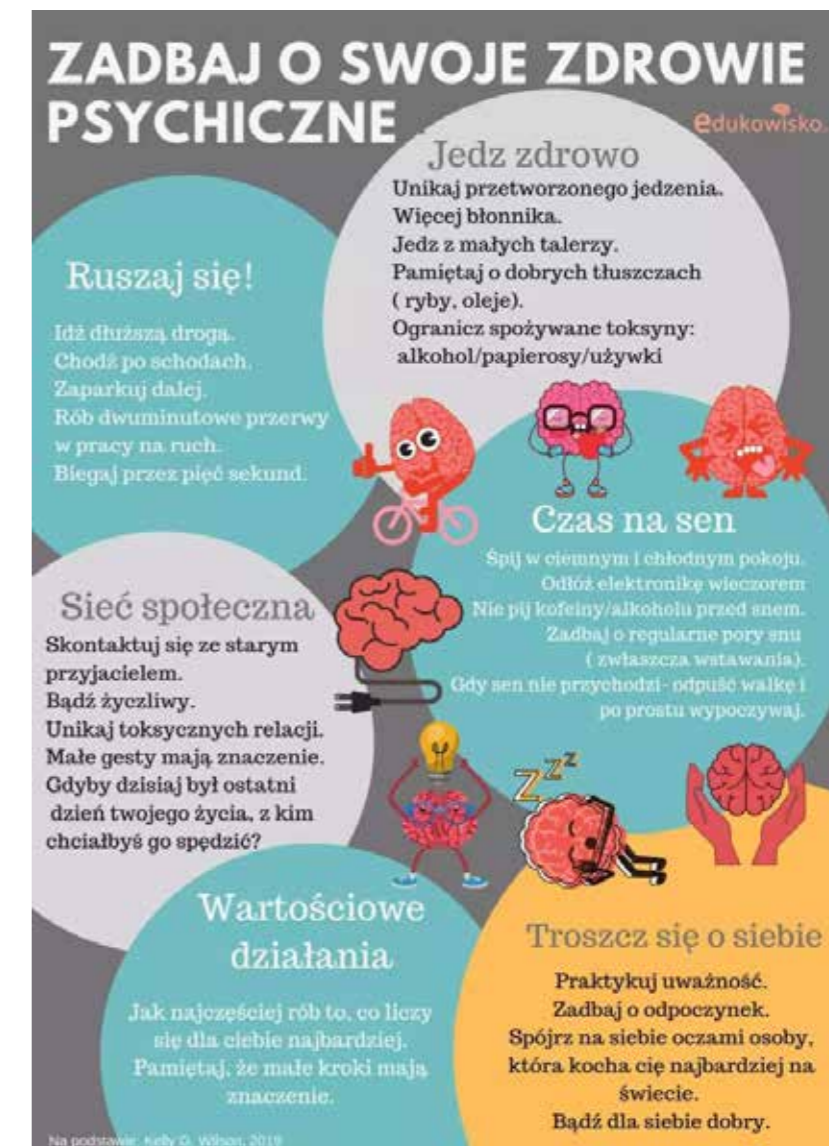 ZADBAJ O SWOJE ZDROWIE
PSYCHICZNE
edukowisko.
Jedz zdrowo
Unikaj przetworzonego jedzenia.
Więcej błonnika.
Jedz z małych talerzy.
Pamiętaj o dobrych tłuszczach
( ryby, oleje).
Ogranicz spożywane toksyny:
alkohol/papierosy/używki
Ruszaj się!
Idź dłuższą drogą.
Chodź po schodach.
Zaparkuj dalej.
Rób dwuminutowe przerwy
w pracy na ruch.
Biegaj przez pięć sekund.
Czas na sen
Śpij w ciemnym i chłodnym pokoju.
Odłóż elektronikę wieczorem
Nie pij kofeiny/alkoholu przed snem.
Zadbaj o regularne pory snu
( zwłaszcza wstawania).
Gdy sen nie przychodzi- odpuść walkę i
po prostu wypoczywaj.
Sieć społeczna
Skontaktuj się ze starym
przyjacielem.
Bądź życzliwy.
Unikaj toksycznych relacji.
Małe gesty mają znaczenie.
Gdyby dzisiaj był ostatni
dzień twojego życia, z kim
chciałbyś go spędzić?
zzz
Wartościowe
działania
Jak najczęściej rób to, co liczy
się dla ciebie najbardziej.
Pamiętaj, że małe kroki mają
znaczenie.
Troszcz się o siebie
Praktykuj uważność.
Zadbaj o odpoczynek.
Spójrz na siebie oczami osoby,
która kocha cię najbardziej na
świecie.
Bądź dla siebie dobry.
Na podstawie: Kelly G. Wilson, 2019